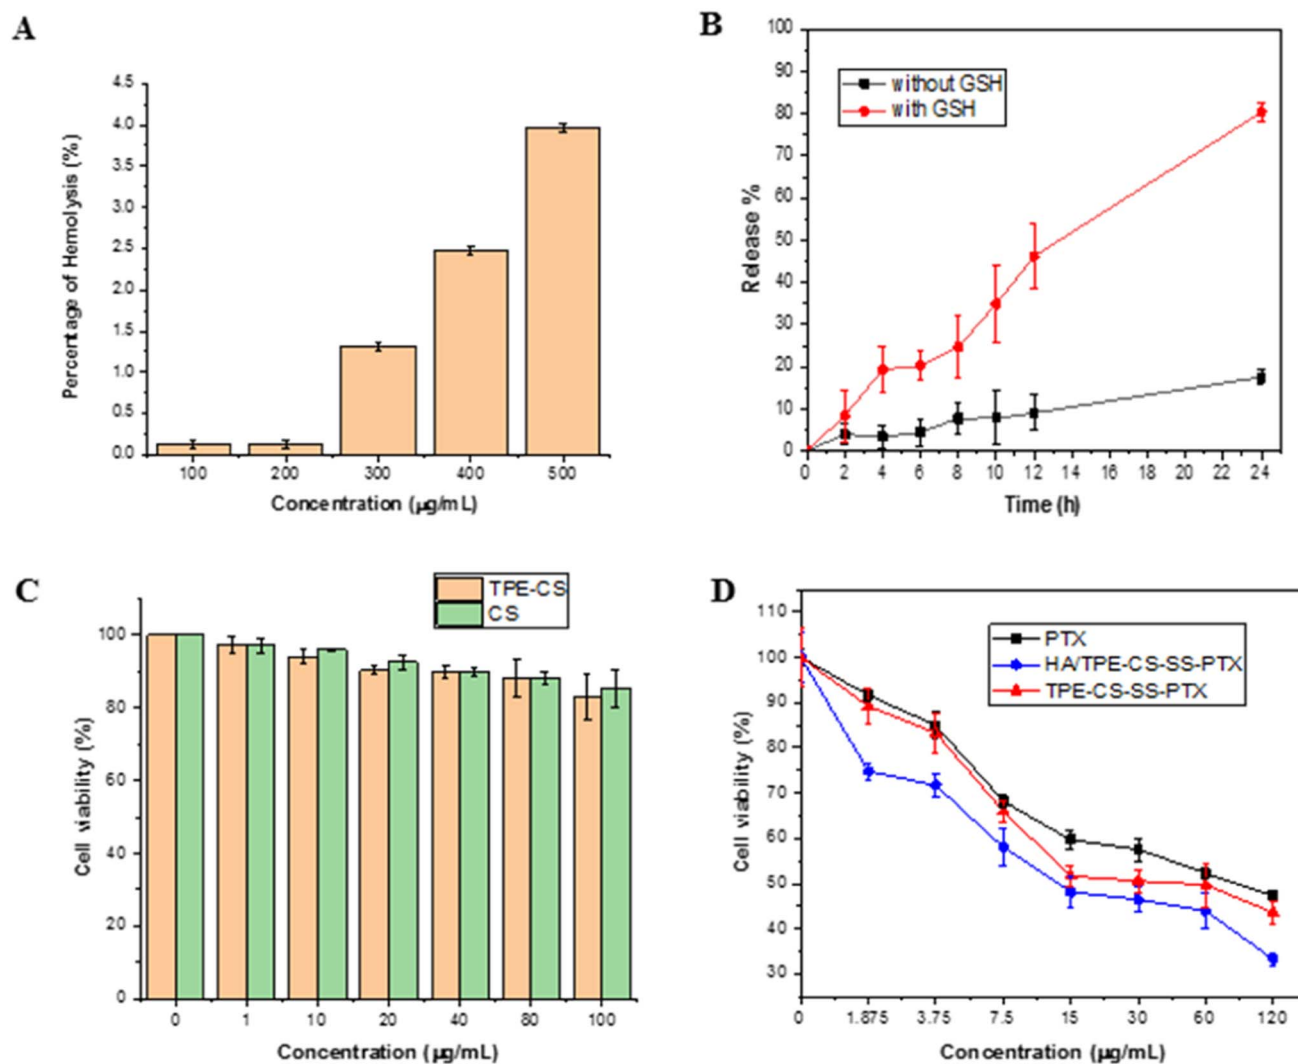 A
Percentage of Hemolysis (%)
4.5
4.0
3.5
3.0
2.5
2.0
1.5
1.0
0.5
0.0
100 200 300 400 500
Concentration (μg/mL)
B
Release %
100
90
80
70
60
50
40
30
20
10
0
without GSH
with GSH
0 2 4 6 8 10 12 14 16 18 20 22 24
Time (h)
C
Cell viability (%)
100
80
60
40
20
0
TPE-CS
CS
0 1 10 20 40 80 100
Concentration (μg/mL)
D
Cell viability (%)
110
100
90
80
70
60
50
40
30
PTX
HA/TPE-CS-SS-PTX
TPE-CS-SS-PTX
0 1.875 3.75 7.5 15 30 60 120
Concentration (μg/mL)